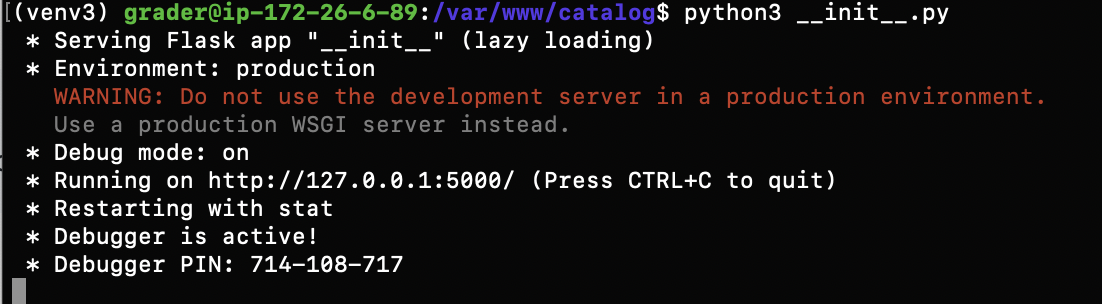 [(venv3) grader@ip-172-26-6-89:/var/www/catalog$ python3 __init__.py
* Serving Flask app "__init__" (lazy loading)
* Environment: production
WARNING: Do not use the development server in a production environment.
Use a production WSGI server instead.
* Debug mode: on
* Running on http://127.0.0.1:5000/ (Press CTRL+C to quit)
* Restarting with stat
* Debugger is active!
* Debugger PIN: 714-108-717